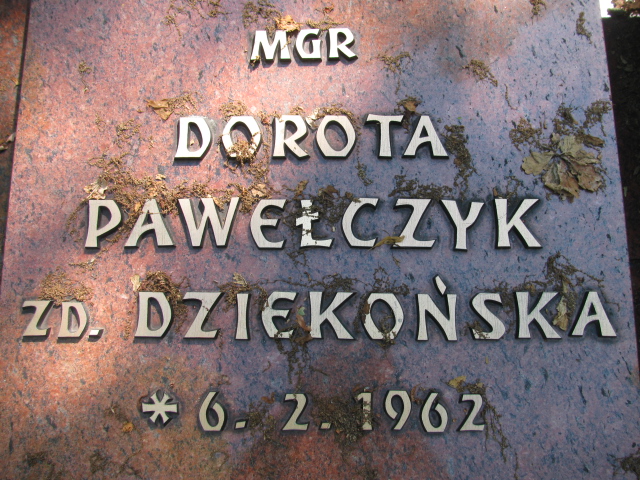 MGR
DOROTA
PAWEŁCZYK
ZD. DZIEKOŃSKA
* 6. 2. 1962